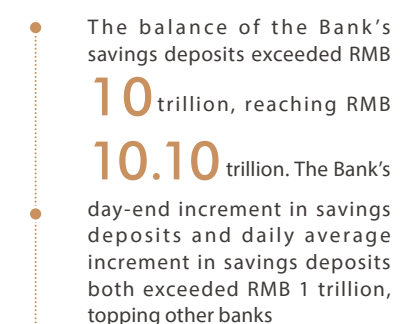 The balance of the Bank's
savings deposits exceeded RMB
10 trillion, reaching RMB
10.10 trillion. The Bank's
day-end increment in savings
deposits and daily average
increment in savings deposits
both exceeded RMB 1 trillion,
topping other banks